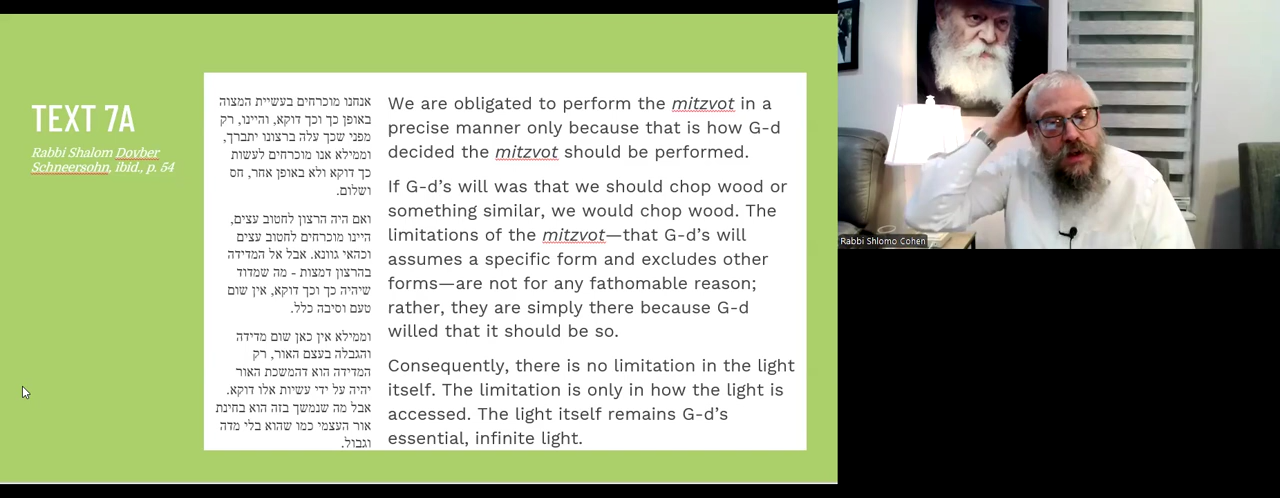 TEXT 7A
Rabbi Shalom Dovber
Schneersohn, ibid., p. 54
אנחנו מוכרחים בעשיית המצוה
באופן כך וכך דוקא, והיינו, רק
מפני שכך עלה ברצונו יתברך,
וממילא אנו מוכרחים לעשות
כך דוקא ולא באופן אחר, חס
ושלום.
ואם היה הרצון לחטוב עצים,
היינו מוכרחים לחטוב עצים
וכהאי גוונא. אבל אל המדידה
בהרצון דמצות - מה שמדוד
שיהיה כך וכך דוקא, אין שום
טעם וסיבה כלל.
וממילא אין כאן שום מדידה
והגבלה בעצם האור, רק
המדידה הוא דהמשכת האור
יהיה על ידי עשיות אלו דוקא.
אבל מה שנמשך בזה הוא בחינת
אור העצמי כמו שהוא בלי מדה
וגבול.
We are obligated to perform the mitzvot in a
precise manner only because that is how G-d
decided the mitzvot should be performed.
If G-d’s will was that we should chop wood or
something similar, we would chop wood. The
limitations of the mitzvot—that G-d’s will
assumes a specific form and excludes other
forms—are not for any fathomable reason;
rather, they are simply there because G-d
willed that it should be so.
Consequently, there is no limitation in the light
itself. The limitation is only in how the light is
accessed. The light itself remains G-d’s
essential, infinite light.
Rabbi Shlomo Cohen